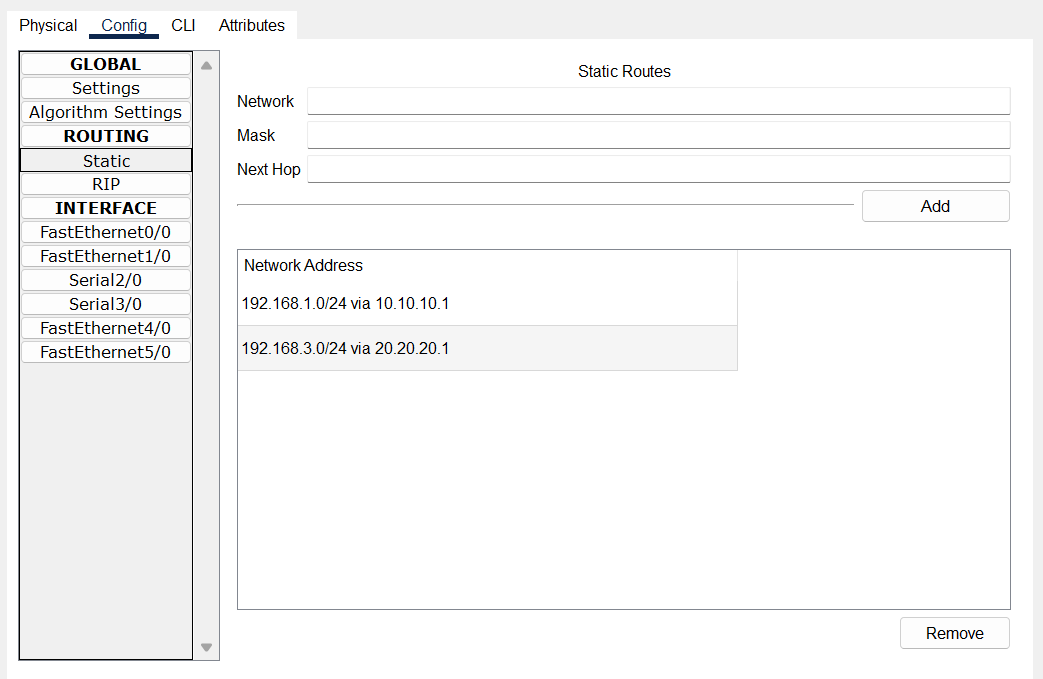 Physical Config CLI Attributes
GLOBAL
Settings
Algorithm Settings
ROUTING
Static
RIP
INTERFACE
FastEthernet0/0
FastEthernet1/0
Serial2/0
Serial3/0
FastEthernet4/0
FastEthernet5/0
Static Routes
Network
Mask
Next Hop
Add
Network Address
192.168.1.0/24 via 10.10.10.1
192.168.3.0/24 via 20.20.20.1
Remove